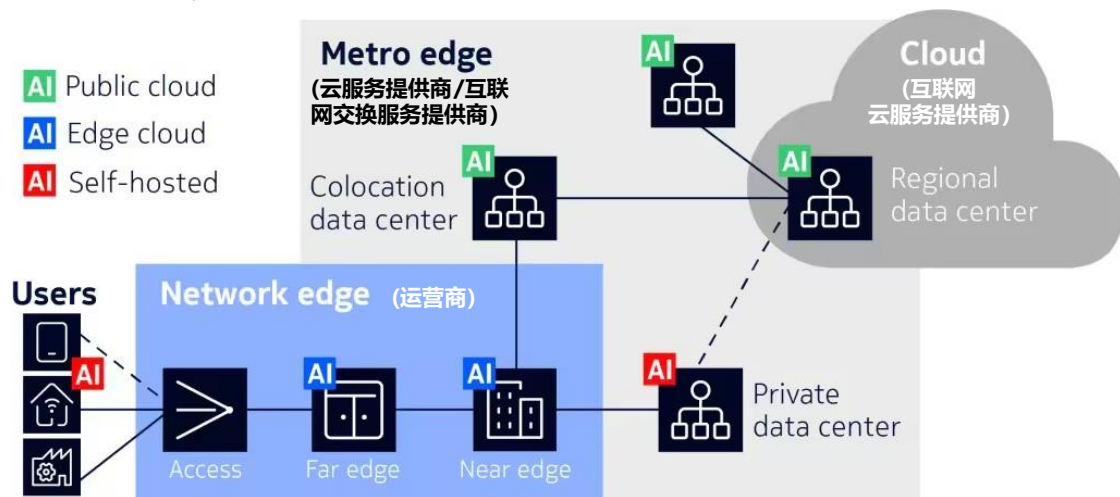 AI Public cloud
AI Edge cloud
AI Self-hosted
Metro edge
(云服务提供商/互联
网交换服务提供商)
AI
Cloud
(互联网
云服务提供商)
AI
Colocation
data center
AI
Regional
data center
Users
AI
Network edge (运营商)
AI
AI
AI
Private
data center
Access
Far edge
Near edge